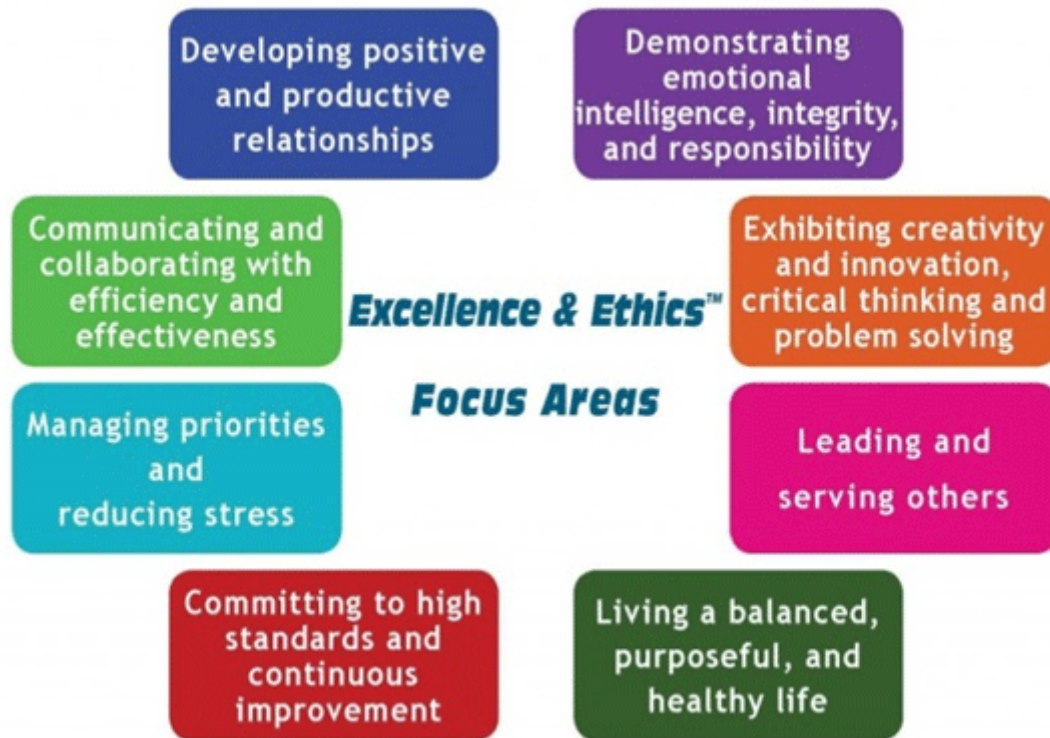 Developing positive
and productive
relationships
Demonstrating
emotional
intelligence, integrity,
and responsibility
Communicating and
collaborating with
efficiency and
effectiveness
Excellence & Ethics™
Focus Areas
Exhibiting creativity
and innovation,
critical thinking and
problem solving
Managing priorities
and
reducing stress
Leading and
serving others
Committing to high
standards and
continuous
improvement
Living a balanced,
purposeful, and
healthy life